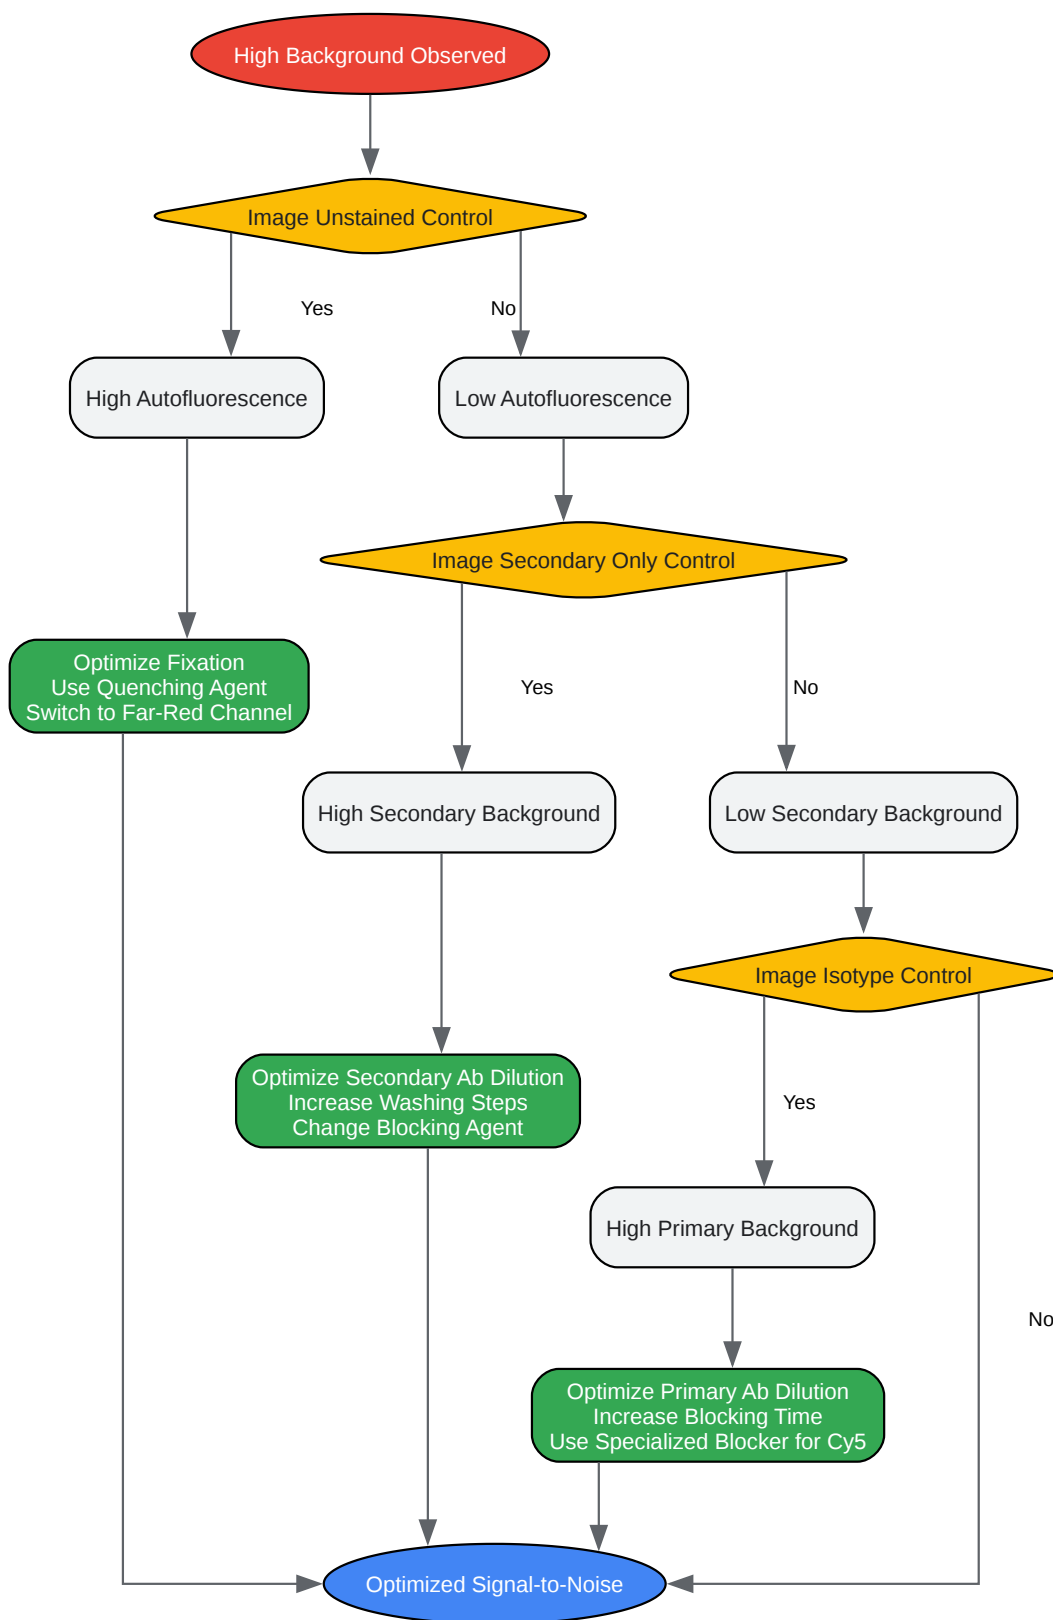 High Background Observed
Image Unstained Control
Yes
No
High Autofluorescence
Low Autofluorescence
Image Secondary Only Control
Optimize Fixation
Use Quenching Agent
Switch to Far-Red Channel
Yes
No
High Secondary Background
Low Secondary Background
Image Isotype Control
Optimize Secondary Ab Dilution
Increase Washing Steps
Change Blocking Agent
Yes
High Primary Background
No
Optimize Primary Ab Dilution
Increase Blocking Time
Use Specialized Blocker for Cy5
Optimized Signal-to-Noise